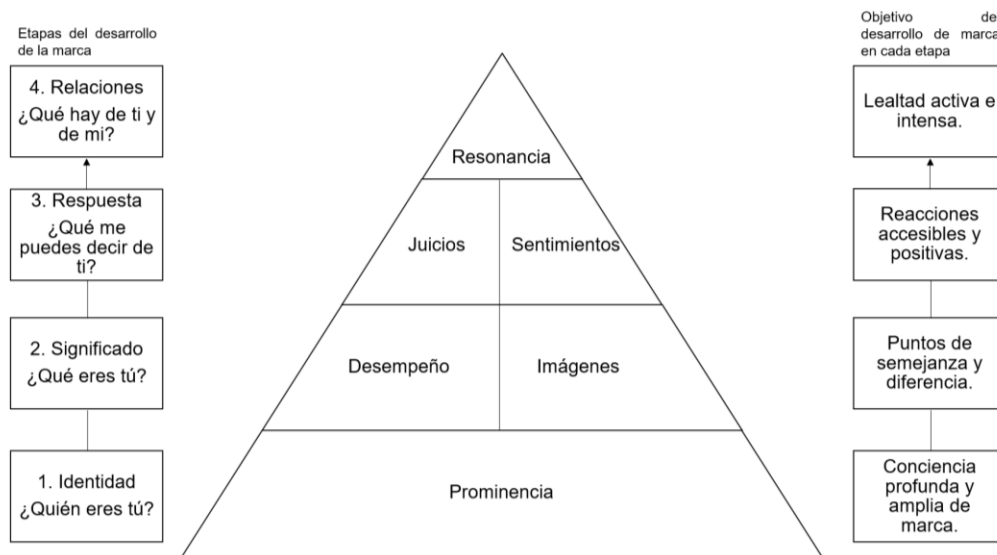 Etapas del desarrollo
de la marca
4. Relaciones
¿Qué hay de ti y
de mi?
3. Respuesta
¿Qué me
puedes decir de
ti?
2. Significado
¿Qué eres tú?
1. Identidad
¿Quién eres tú?
Resonancia
Juicios
Sentimientos
Desempeño
Imágenes
Prominencia
Objetivo de
desarrollo de marca
en cada etapa
Lealtad activa e
intensa.
Reacciones
accesibles y
positivas.
Puntos de
semejanza y
diferencia.
Conciencia
profunda y
amplia de
marca.